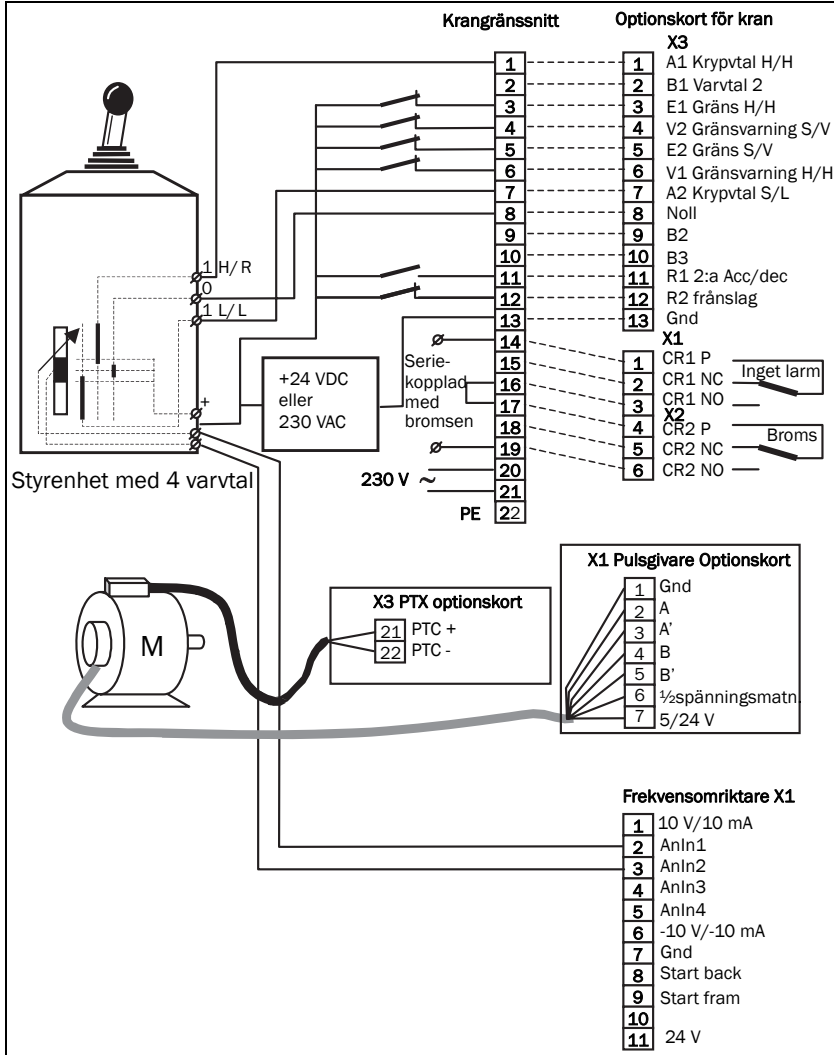 Krangränssnitt
Optionskort för kran
X3
1 1 A1 Krypvtal H/H
2 2 B1 Varvtal 2
3 3 E1 Gräns H/H
4 4 V2 Gränsvarning S/V
5 5 E2 Gräns S/V
6 6 V1 Gränsvarning H/H
7 7 A2 Krypvtal S/L
8 8 Noll
9 9 B2
10 10 B3
11 11 R1 2:a Acc/dec
12 12 R2 frånslag
13 13 Gnd
14
15
16
17
18
19
20
21
22
X1
1 CR1 P
2 CR1 NC
3 CR1 NO
Inget larm
X2
4 CR2 P
5 CR2 NC
6 CR2 NO
Broms
1 H/R
0
1 L/L
+
+24 VDC
eller
230 VAC
Serie-
kopplad
med
bromsen
230 V ~
PE
Styrenhet med 4 varvtal
M
X3 PTX optionskort
21 PTC +
22 PTC -
X1 Pulsgivare Optionskort
1 Gnd
2 A
3 A'
4 B
5 B'
6 ½spänningsmatn.
7 5/24 V
Frekvensomriktare X1
1 10 V/10 mA
2 AnIn1
3 AnIn2
4 AnIn3
5 AnIn4
6 -10 V/-10 mA
7 Gnd
8 Start back
9 Start fram
10
11 24 V